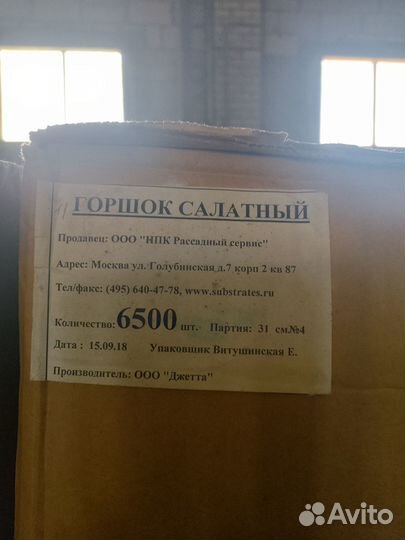 ГОРШОК САЛАТНЫЙ
Продавец: ООО "НПК Рассадный сервис"
Адрес: Москва ул. Голубинская д.7 корп 2 кв 87
Тел/факс: (495) 640-47-78, www.substrates.ru
Количество: 6500 шт. Партия: 31 см.№4
Дата : 15.09.18 Упаковщик Витушинская Е.
Производитель: ООО "Джетта"
Avito